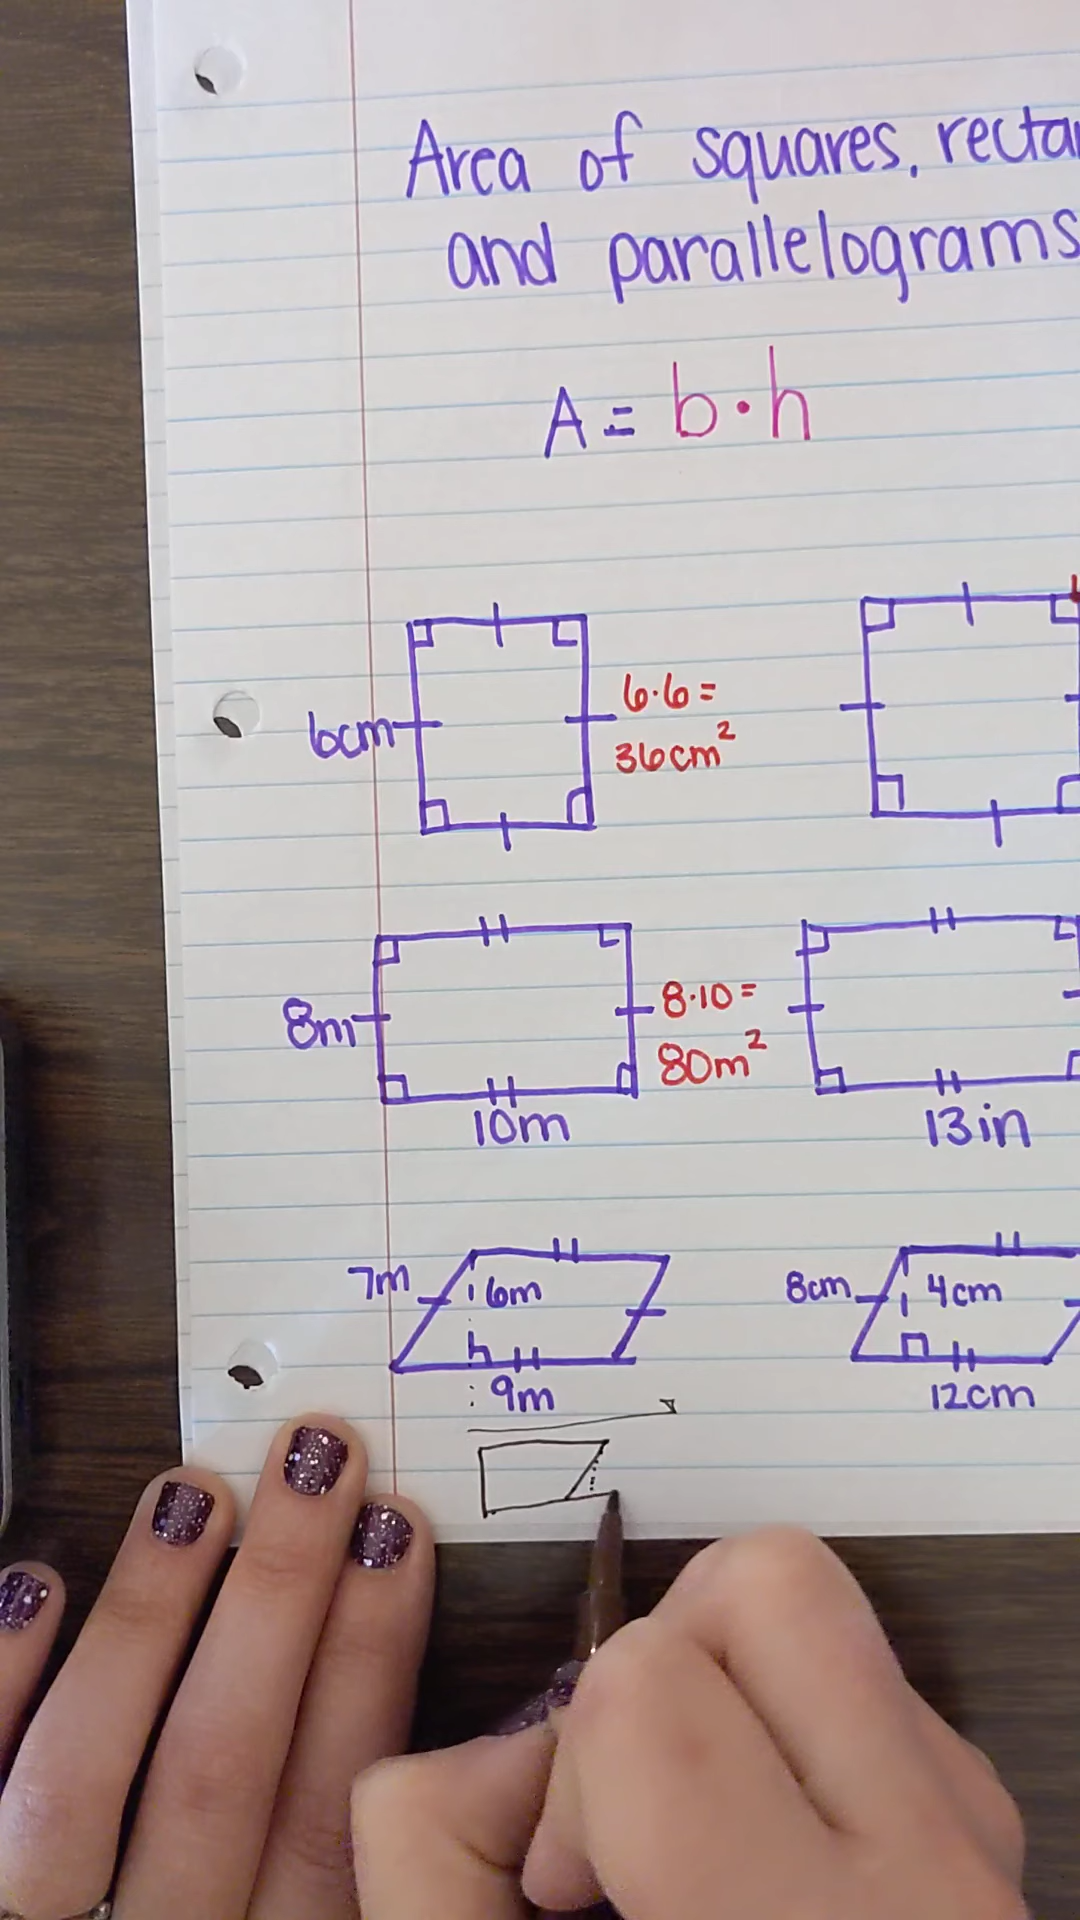 Area of squares, 
and parallelograms
A = b·h
6cm
6·6 =
36cm²
8m
8·10 =
80m²
10m
13in
7m
6m
9m
8cm
4cm
12cm